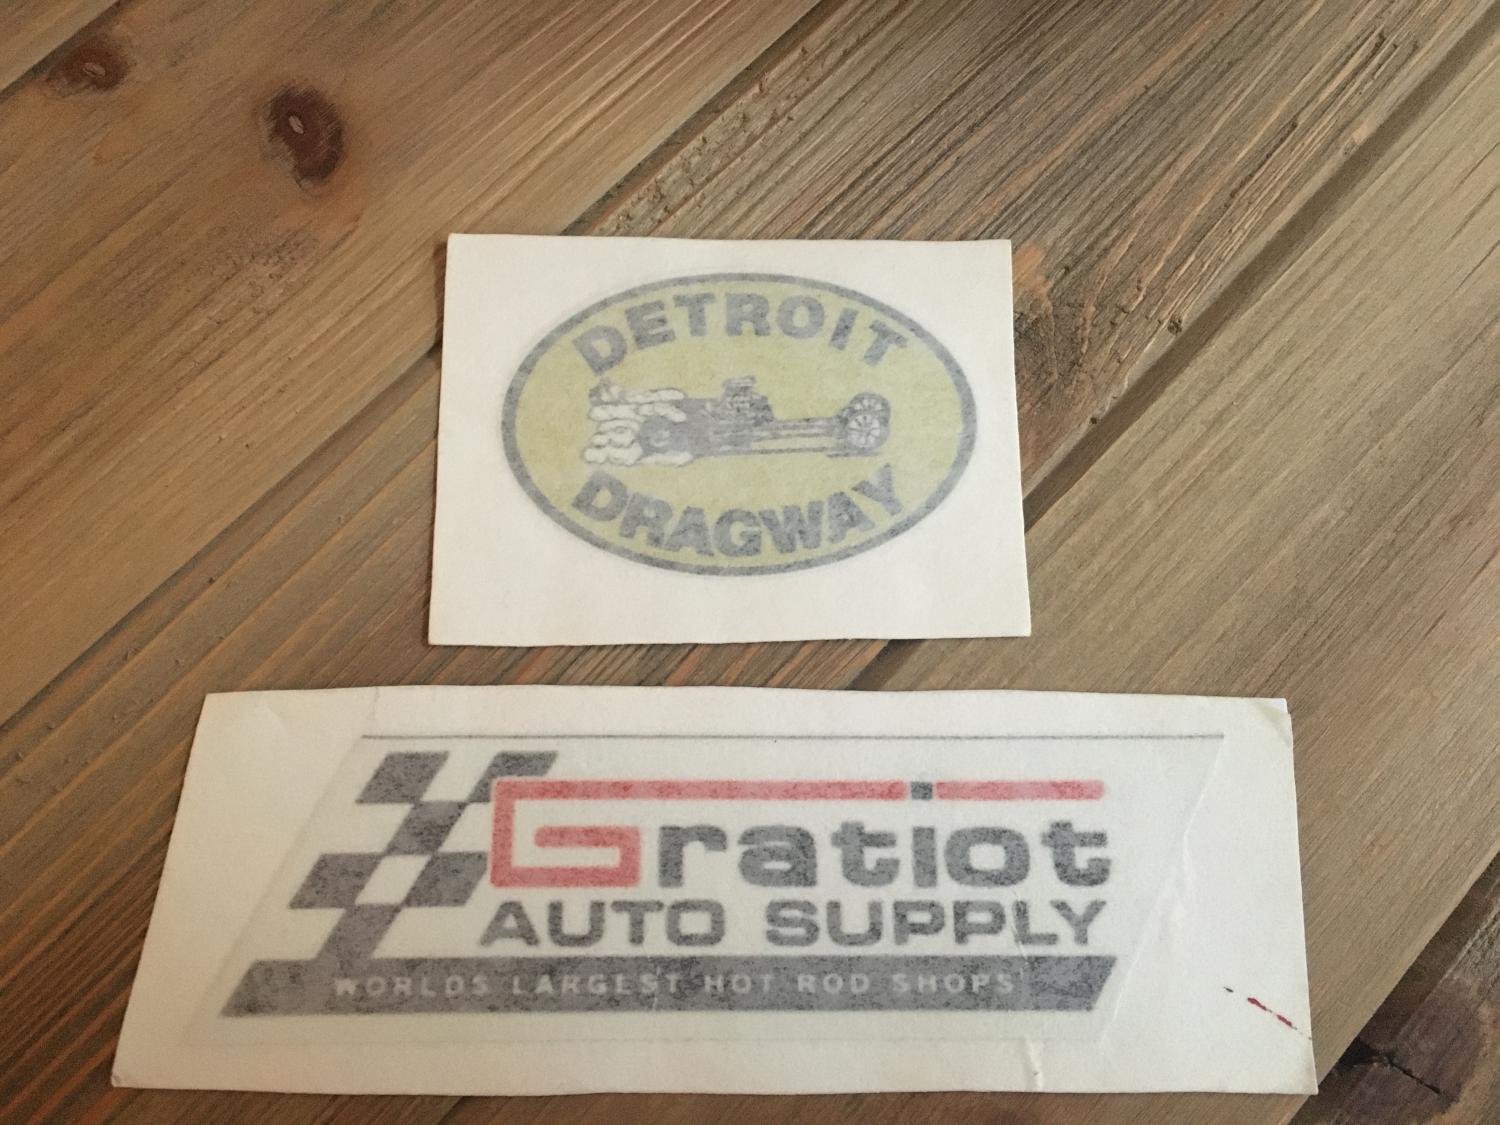 DETROIT
DRAGWAY
Gratiot
AUTO SUPPLY
WORLDS LARGEST HOT ROD SHOPS